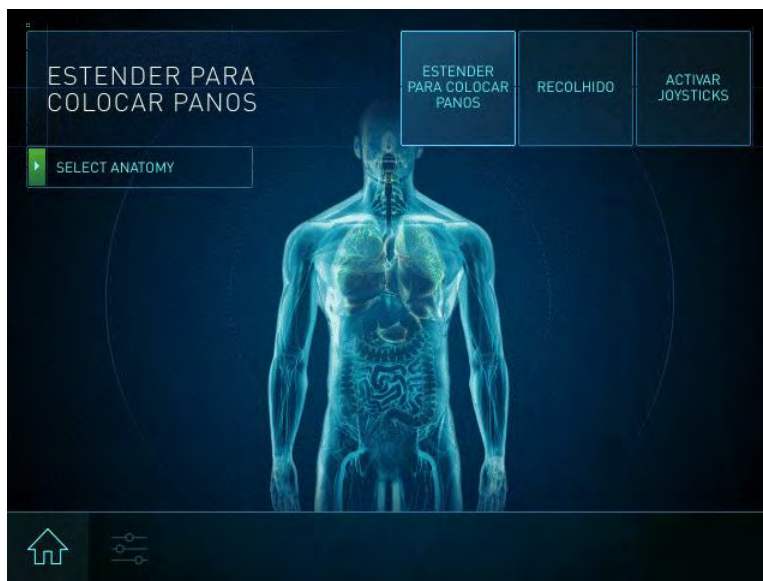 ESTENDER PARA
COLOCAR PANOS
ESTENDER
PARA COLOCAR
PANOS
RECOLHIDO
ACTIVAR
JOYSTICKS
SELECT ANATOMY